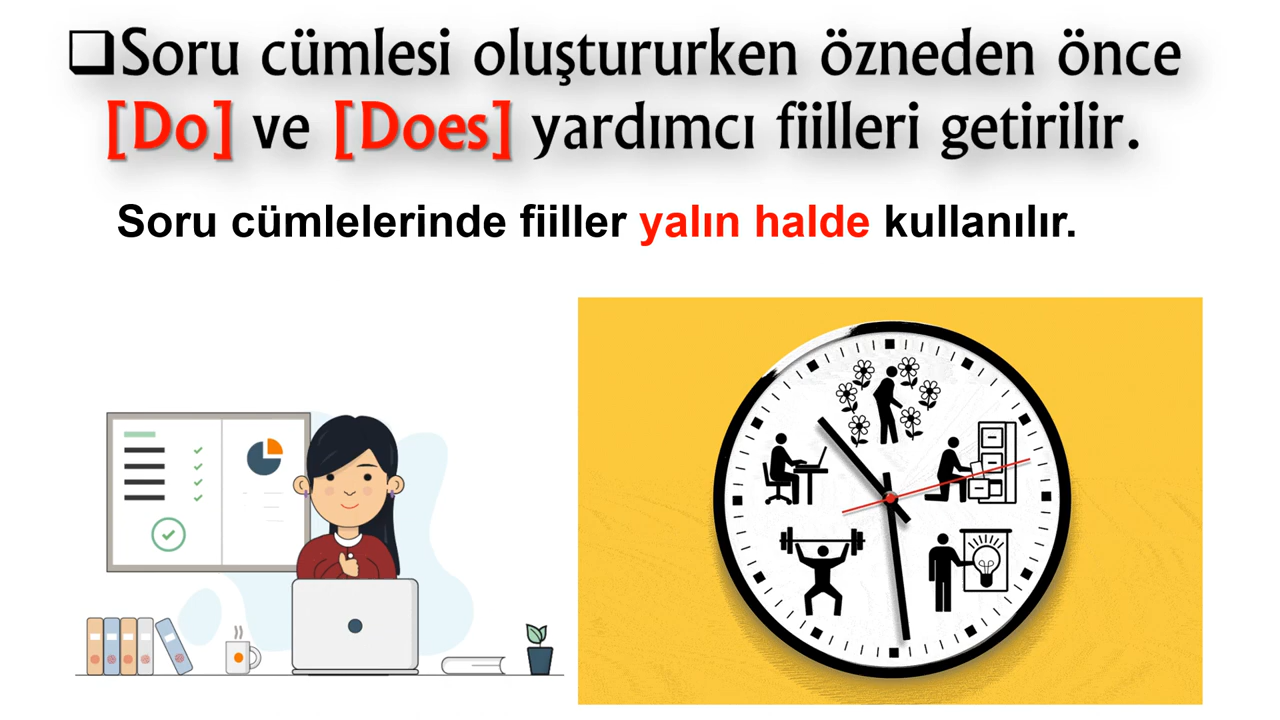 ❑Soru cümlesi oluştururken özneden önce
[Do] ve [Does] yardımcı fiilleri getirilir.
Soru cümlelerinde fiiller yalın halde kullanılır.